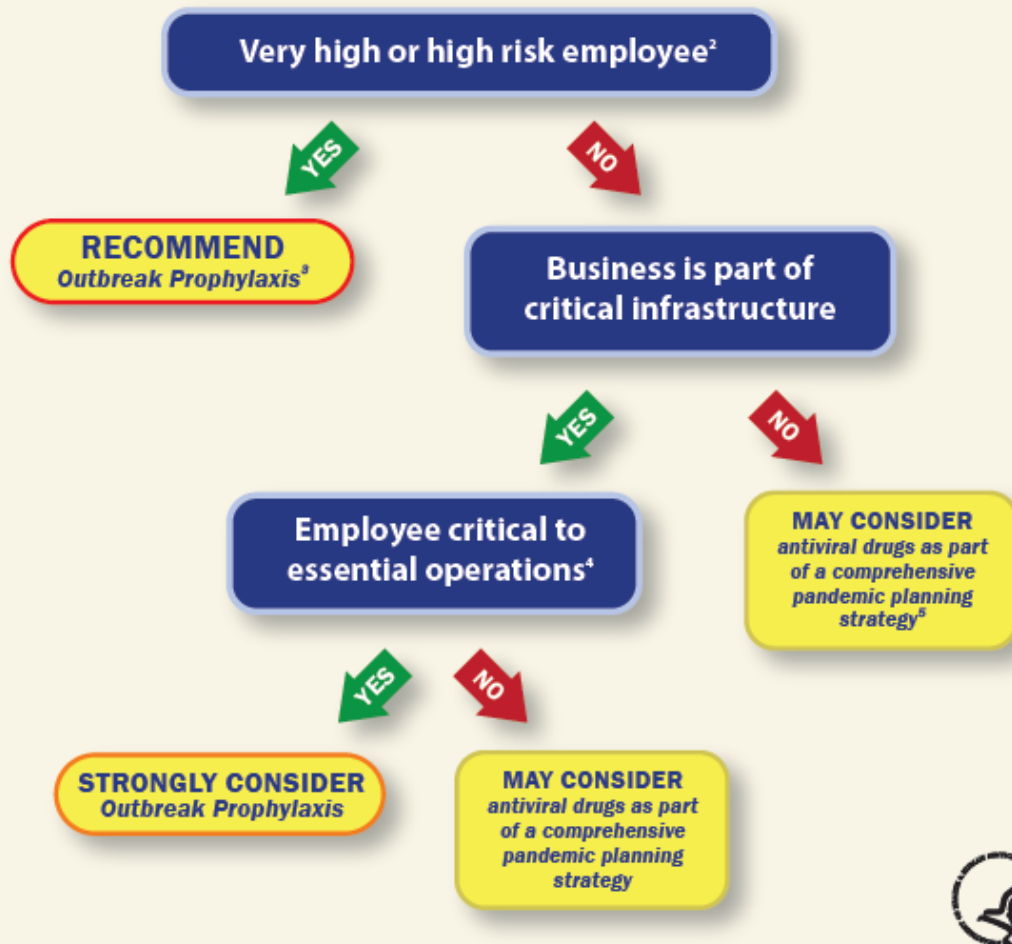 Very high or high risk employee²
YES
NO
RECOMMEND
Outbreak Prophylaxis³
Business is part of
critical infrastructure
YES
NO
Employee critical to
essential operations⁴
MAY CONSIDER
antiviral drugs as part
of a comprehensive
pandemic planning
strategy⁵
YES
NO
STRONGLY CONSIDER
Outbreak Prophylaxis
MAY CONSIDER
antiviral drugs as part
of a comprehensive
pandemic planning
strategy